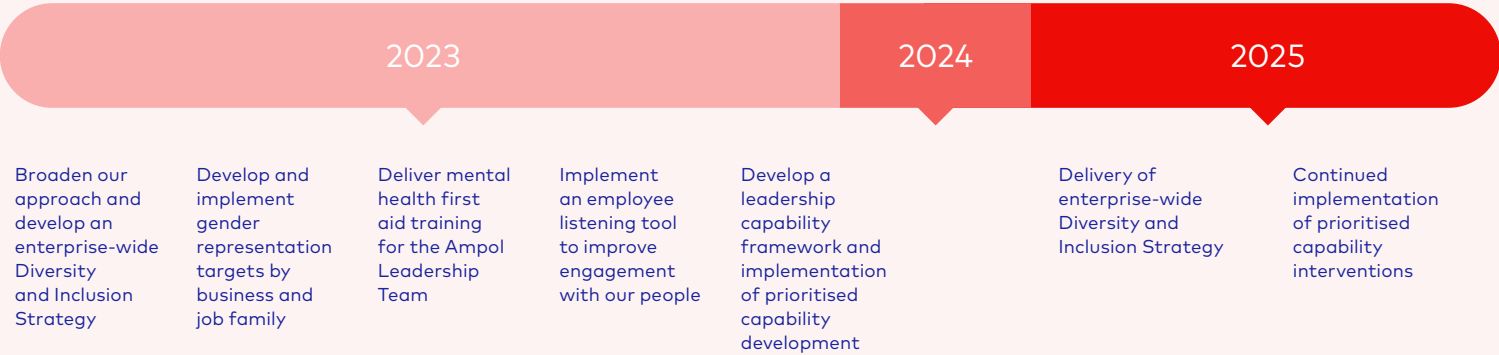 2023
2024
2025
Broaden our
approach and
develop an
enterprise-wide
Diversity
and Inclusion
Strategy
Develop and
implement
gender
representation
targets by
business and
job family
Deliver mental
health first
aid training
for the Ampol
Leadership
Team
Implement
an employee
listening tool
to improve
engagement
with our people
Develop a
leadership
capability
framework and
implementation
of prioritised
capability
development
Delivery of
enterprise-wide
Diversity and
Inclusion Strategy
Continued
implementation
of prioritised
capability
interventions